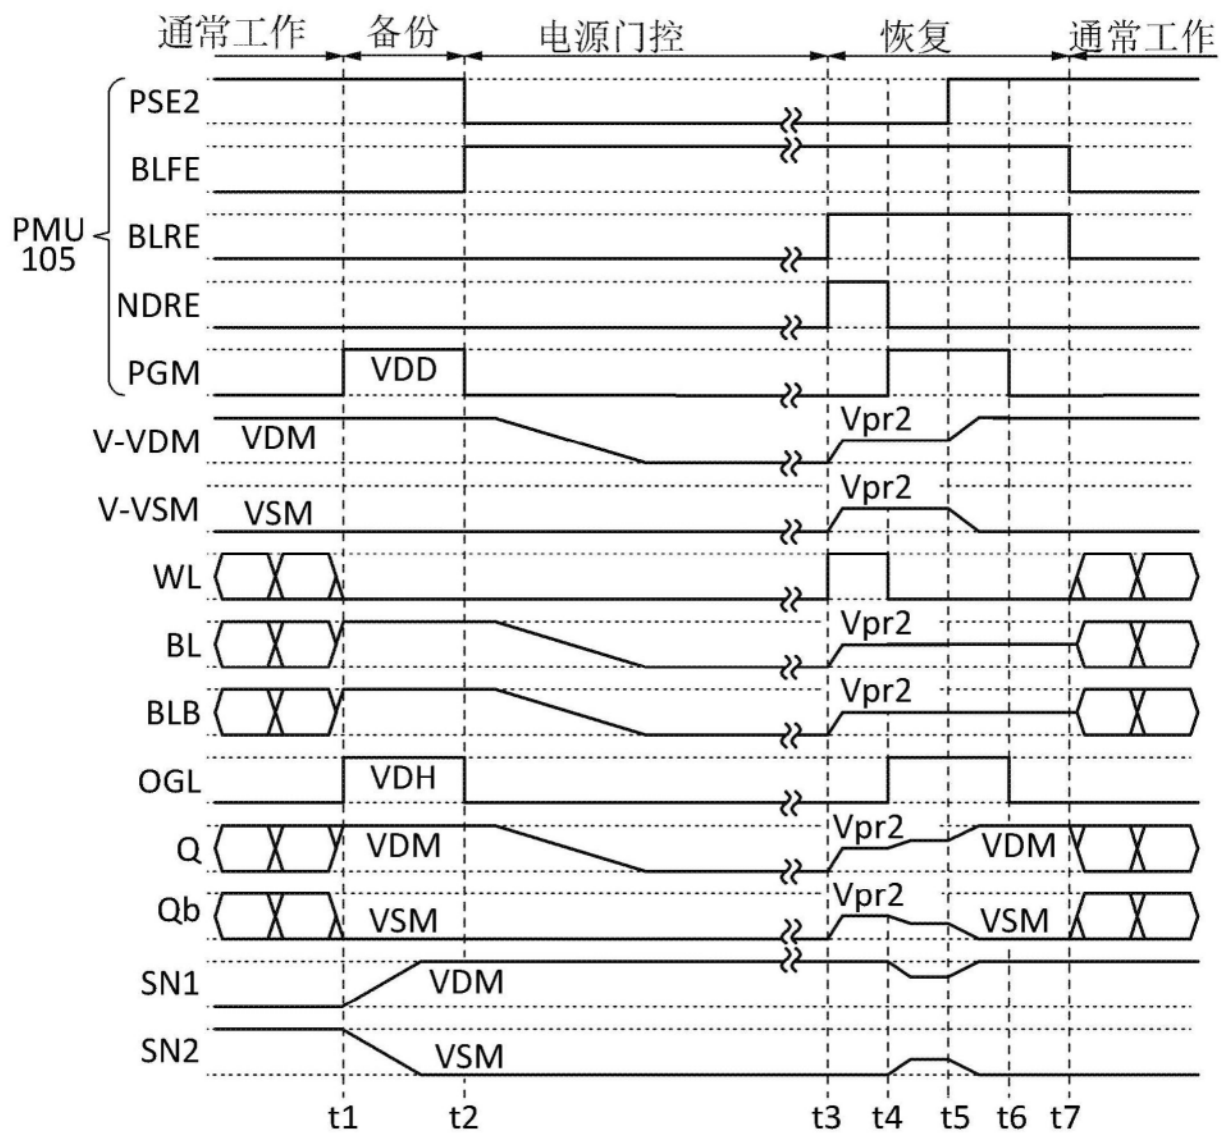 通常工作 备份 电源门控 恢复 通常工作
PSE2
BLFE
PMU
105
BLRE
NDRE
PGM VDD
V-VDM VDM Vpr2
V-VSM VSM Vpr2
WL
BL Vpr2
BLB Vpr2
OGL VDH
Q VDM Vpr2 VDM
Qb VSM Vpr2 VSM
SN1 VDM
SN2 VSM
t1 t2 t3 t4 t5 t6 t7